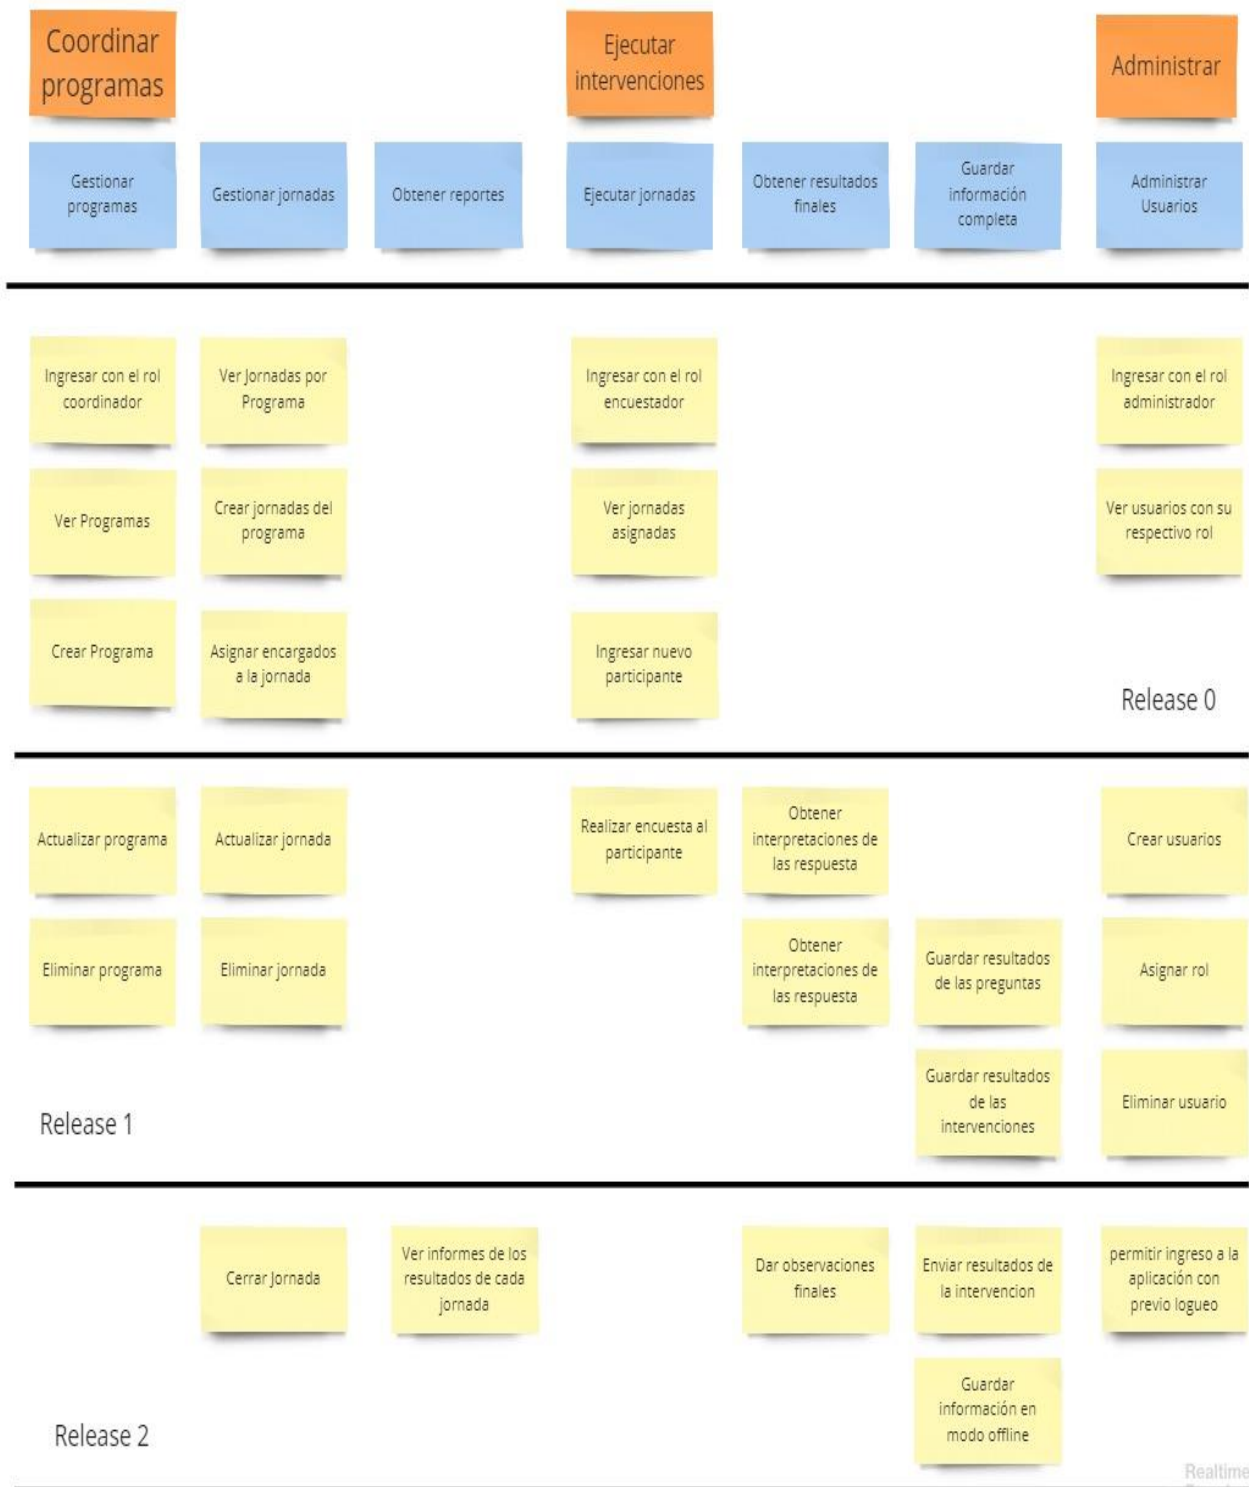 Coordinar
programas
Ejecutar
intervenciones
Administrar
Gestionar
programas
Gestionar jornadas
Obtener reportes
Ejecutar jornadas
Obtener resultados
finales
Guardar
información
completa
Administrar
Usuarios
Ingresar con el rol
coordinador
Ver Jornadas por
Programa
Ingresar con el rol
encuestador
Ingresar con el rol
administrador
Ver Programas
Crear jornadas del
programa
Ver jornadas
asignadas
Ver usuarios con su
respectivo rol
Crear Programa
Asignar encargados
a la jornada
Ingresar nuevo
participante
Release 0
Actualizar programa
Actualizar jornada
Realizar encuesta al
participante
Obtener
interpretaciones de
las respuesta
Crear usuarios
Eliminar programa
Eliminar jornada
Obtener
interpretaciones de
las respuesta
Guardar resultados
de las preguntas
Asignar rol
Guardar resultados
de las
intervenciones
Eliminar usuario
Release 1
Cerrar Jornada
Ver informes de los
resultados de cada
jornada
Dar observaciones
finales
Enviar resultados de
la intervencion
permitir ingreso a la
aplicación con
previo logueo
Guardar
información en
modo offline
Release 2
Realtime